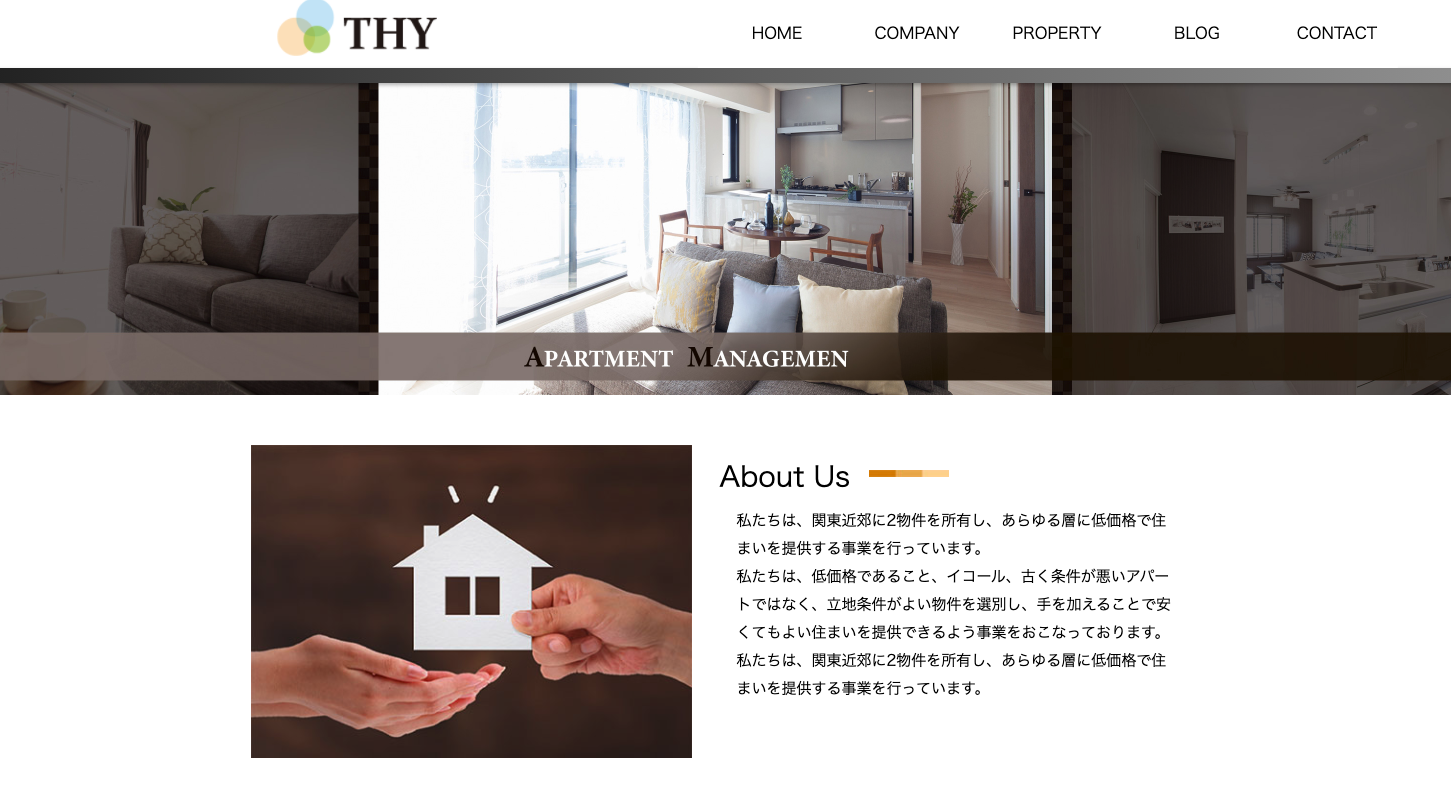 THY
HOME COMPANY PROPERTY BLOG CONTACT
APARTMENT MANAGEMEN
About Us
私たちは、関東近郊に2物件を所有し、あらゆる層に低価格で住
まいを提供する事業を行っています。
私たちは、低価格であること、イコール、古く条件が悪いアパー
トではなく、立地条件がよい物件を選別し、手を加えることで安
くてもよい住まいを提供できるよう事業をおこなっております。
私たちは、関東近郊に2物件を所有し、あらゆる層に低価格で住
まいを提供する事業を行っています。